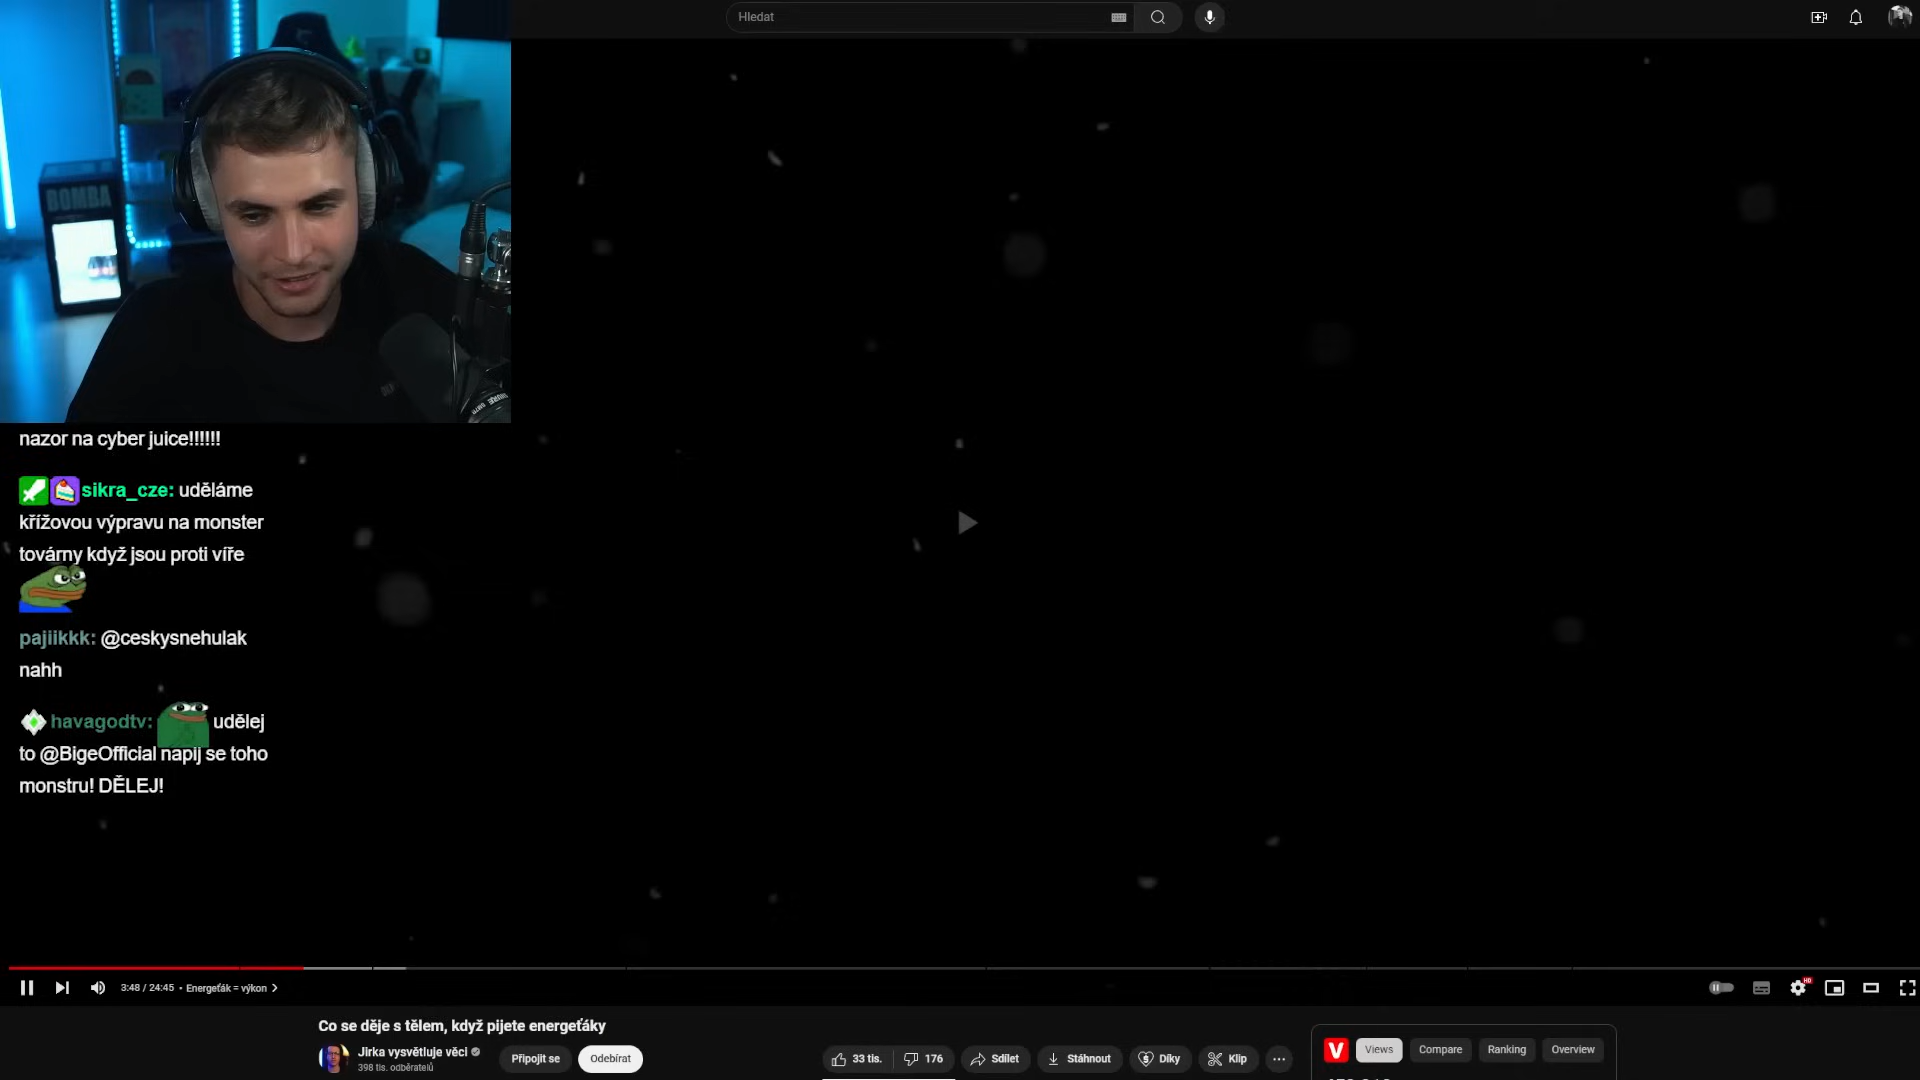 Hledat
BOMBA
nazor na cyber juice!!!!!!
sikra_cze: uděláme
křížovou výpravu na monster
továrny když jsou proti víře
pajiikkk: @ceskysnehulak
nahh
havagodtv: udělej
to @BigeOfficial napij se toho
monstru! DĚLEJ!
3:48 / 24:45 • Energeťák = výkon
HD
Co se děje s tělem, když pijete energeťáky
Jirka vysvětluje věci
398 tis. odběratelů
Připojit se
Odebírat
33 tis.
176
Sdílet
Stáhnout
Díky
Klip
V
Views
Compare
Ranking
Overview